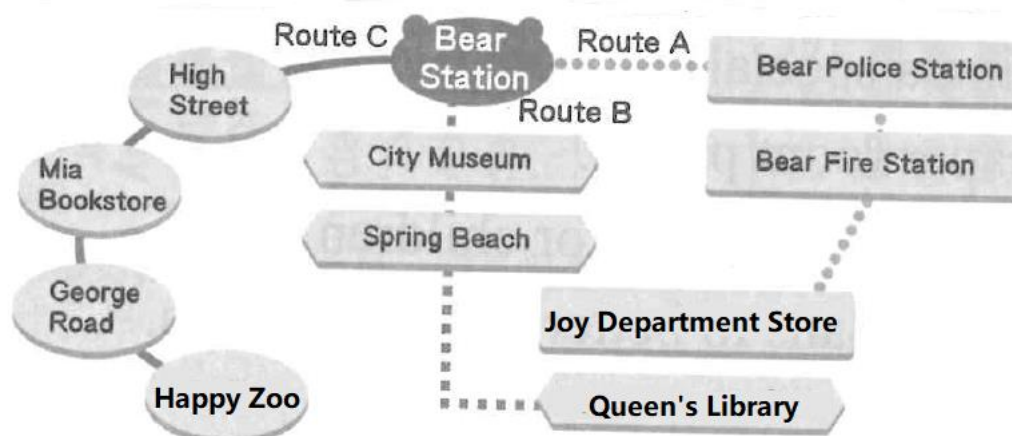 Route C
Bear
Station
Route A
Bear Police Station
High
Street
Route B
City Museum
Bear Fire Station
Mia
Bookstore
Spring Beach
George
Road
Joy Department Store
Happy Zoo
Queen's Library